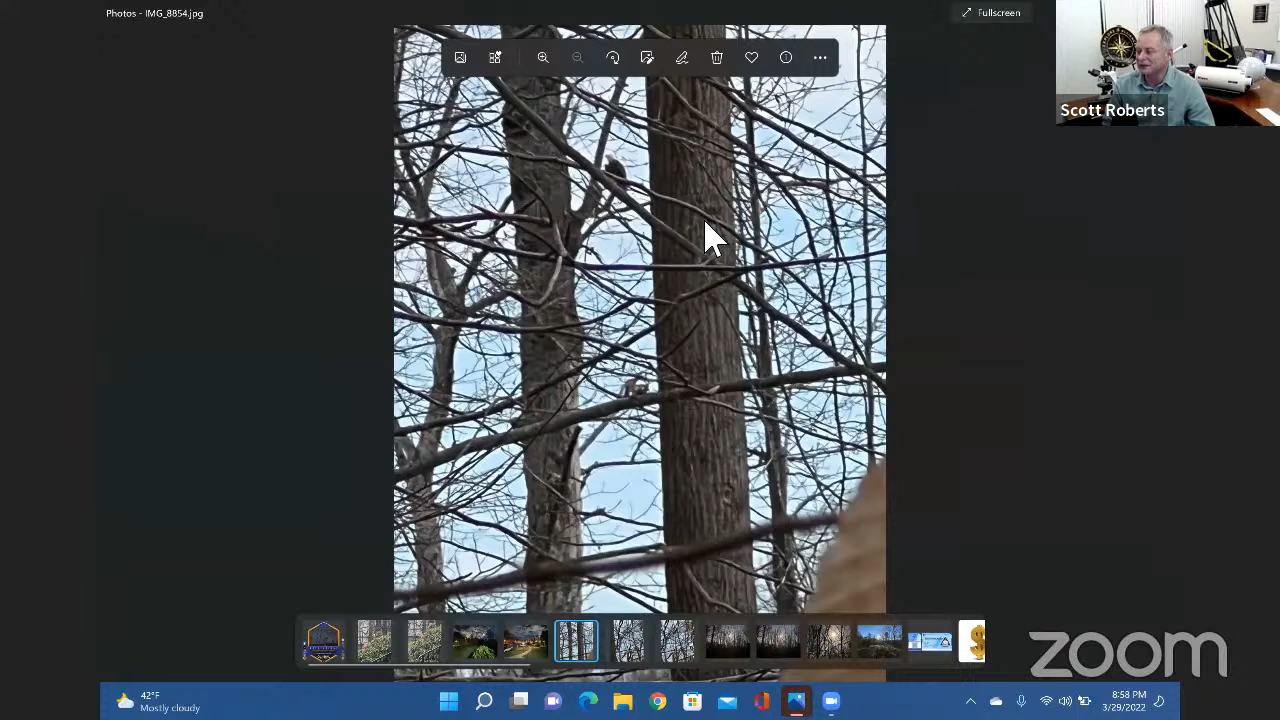 Photos - IMG_8854.jpg
Fullscreen
Scott Roberts
zoom
42°F
Mostly cloudy
8:58 PM
3/29/2022